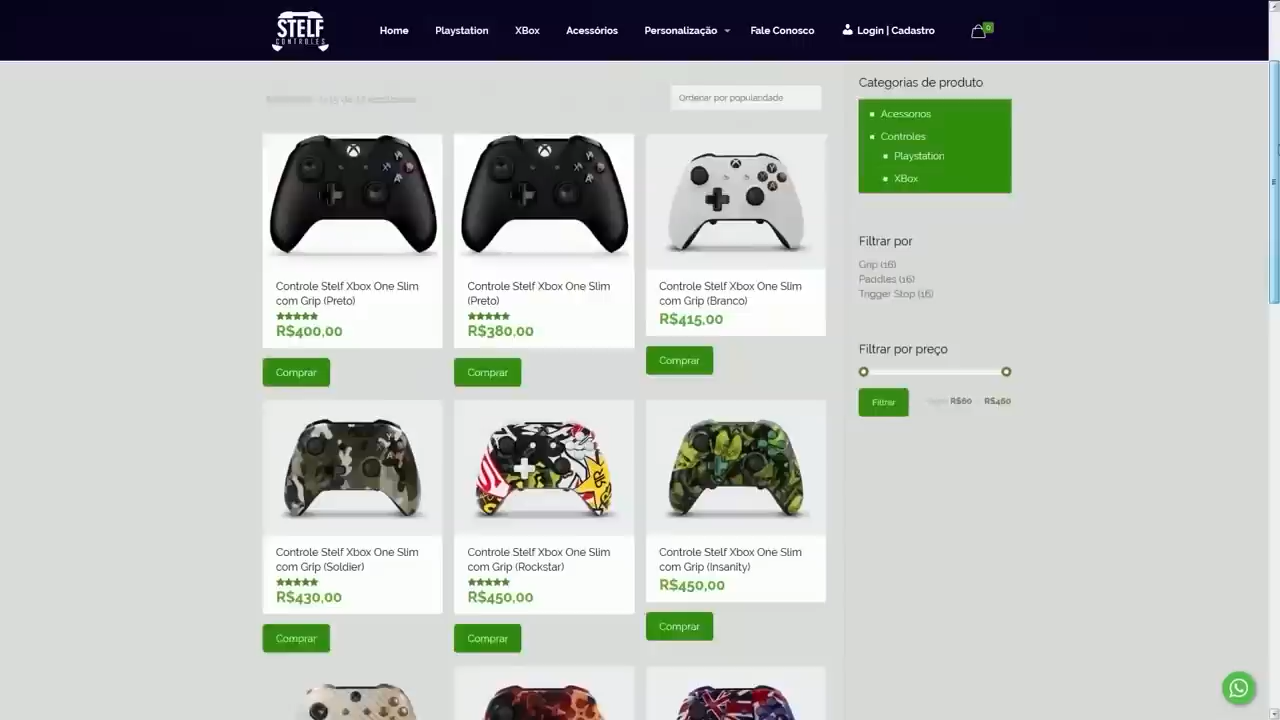 STELF
CONTROLES
Home
Playstation
XBox
Acessórios
Personalização
Fale Conosco
Login | Cadastro
0
Ordenar por popularidade
Categorias de produto
Acessorios
Controles
Playstation
XBox
Filtrar por
Grip (16)
Paddles (16)
Trigger Stop (16)
Filtrar por preço
Filtrar
R$60
R$460
Controle Stelf Xbox One Slim
com Grip (Preto)
R$400,00
Comprar
Controle Stelf Xbox One Slim
(Preto)
R$380,00
Comprar
Controle Stelf Xbox One Slim
com Grip (Branco)
R$415,00
Comprar
Controle Stelf Xbox One Slim
com Grip (Soldier)
R$430,00
Comprar
Controle Stelf Xbox One Slim
com Grip (Rockstar)
R$450,00
Comprar
Controle Stelf Xbox One Slim
com Grip (Insanity)
R$450,00
Comprar